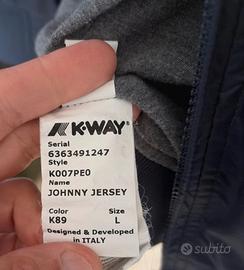 K-WAY®
Serial
6363491247
Style
K007PE0
Name
JOHNNY JERSEY
Color Size
K89 L
Designed & Developed
in ITALY
subito